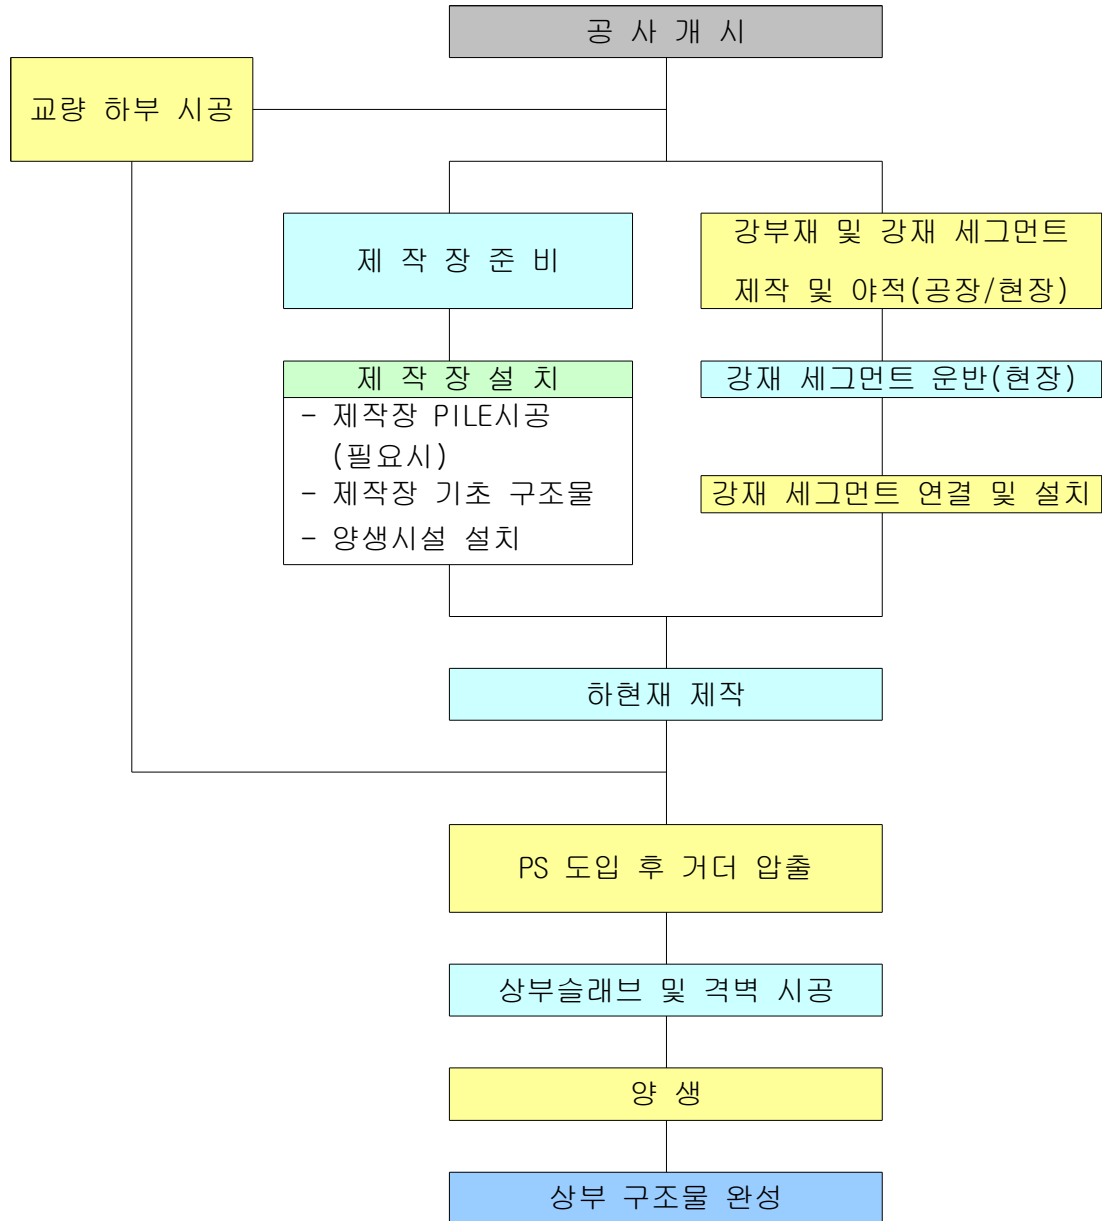 공 사 개 시
교량 하부 시공
제 작 장 준 비
강부재 및 강재 세그먼트
제작 및 야적(공장/현장)
제 작 장 설 치
- 제작장 PILE시공
(필요시)
- 제작장 기초 구조물
- 양생시설 설치
강재 세그먼트 운반(현장)
강재 세그먼트 연결 및 설치
하현재 제작
PS 도입 후 거더 압출
상부슬래브 및 격벽 시공
양 생
상부 구조물 완성